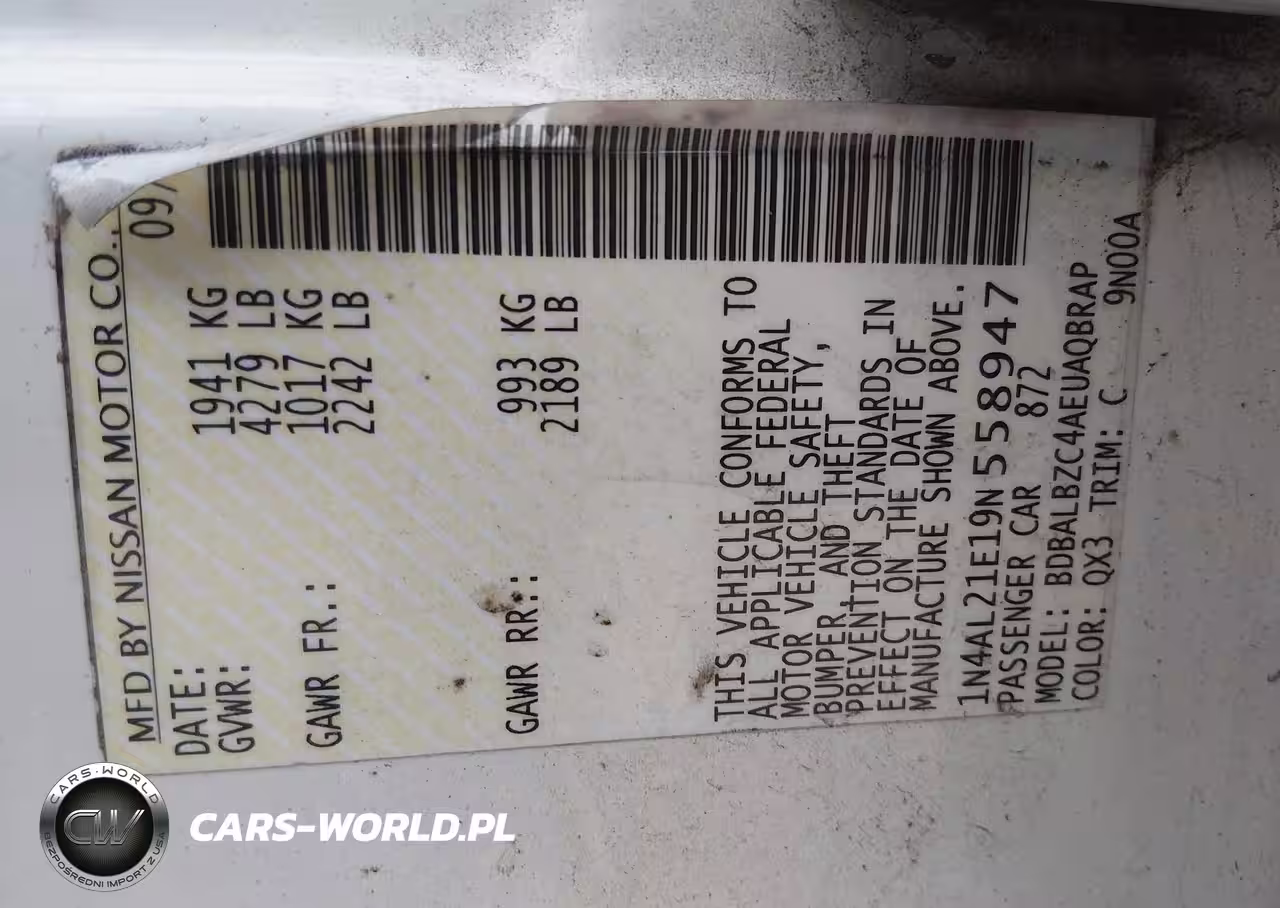 MFD BY NISSAN MOTOR CO.,
DATE: 09/
GVWR: 1941 KG
4279 LB
GAWR FR.: 1017 KG
2242 LB
GAWR RR.: 993 KG
2189 LB
THIS VEHICLE CONFORMS TO
ALL APPLICABLE FEDERAL
MOTOR VEHICLE SAFETY,
BUMPER, AND THEFT
PREVENTION STANDARDS IN
EFFECT ON THE DATE OF
MANUFACTURE SHOWN ABOVE.
1N4AL21E19N558947
PASSENGER CAR 872
MODEL: BDBALBZC4AEUAQBRAP
COLOR: QX3 TRIM: C 9N00A
CARS-WORLD
CW
BEZPOŚREDNI IMPORT Z USA
CARS-WORLD.PL